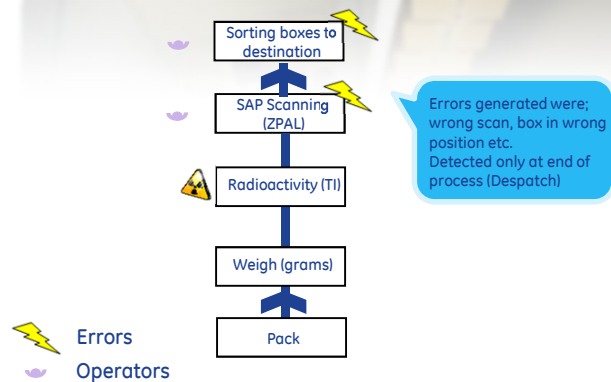 Sorting boxes to
destination
SAP Scanning
(ZPAL)
Errors generated were;
wrong scan, box in wrong
position etc.
Detected only at end of
process (Despatch)
Radioactivity (TI)
Weigh (grams)
Pack
Errors
Operators